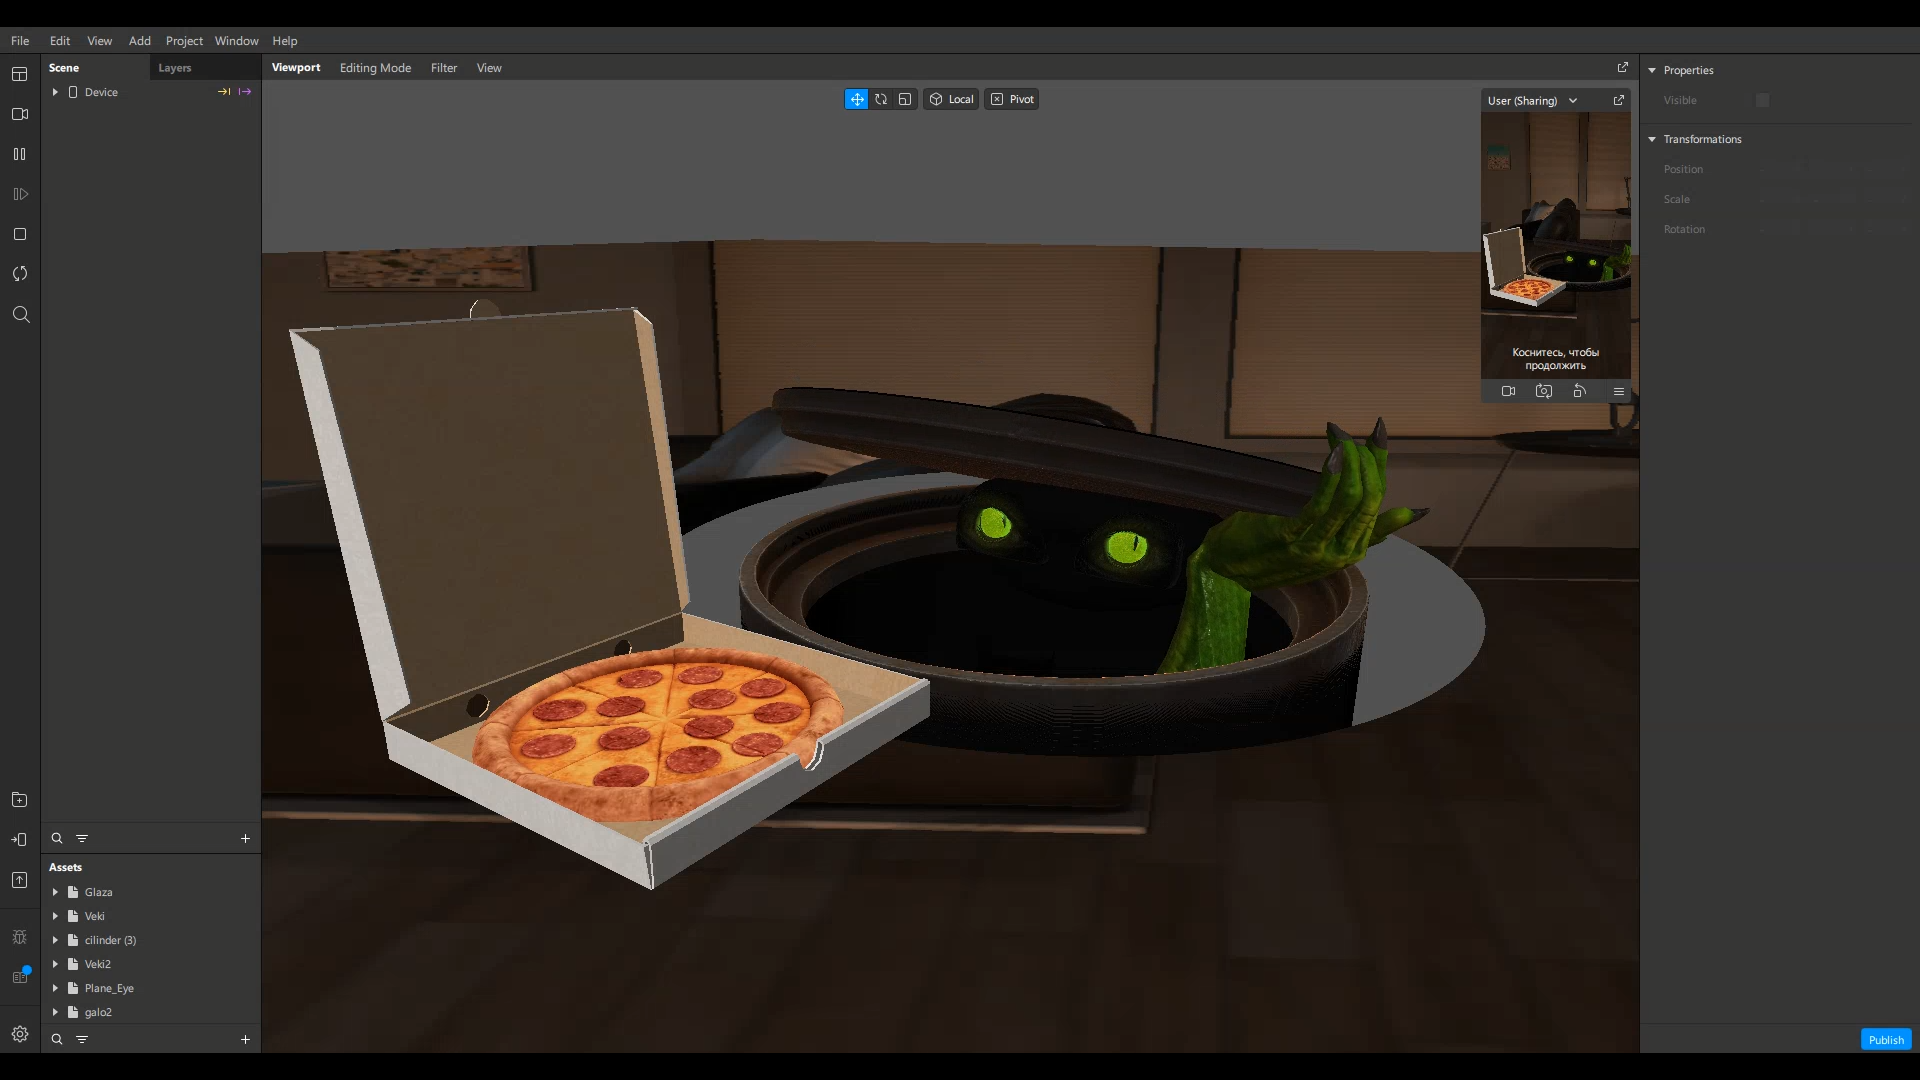 File Edit View Add Project Window Help
Scene Layers
Viewport Editing Mode Filter View
Properties
Device
Local Pivot
User (Sharing)
Visible
Transformations
Position
Scale
Rotation
Коснитесь, чтобы
продолжить
Assets
Glaza
Veki
cilinder (3)
Veki2
Plane_Eye
galo2
Publish